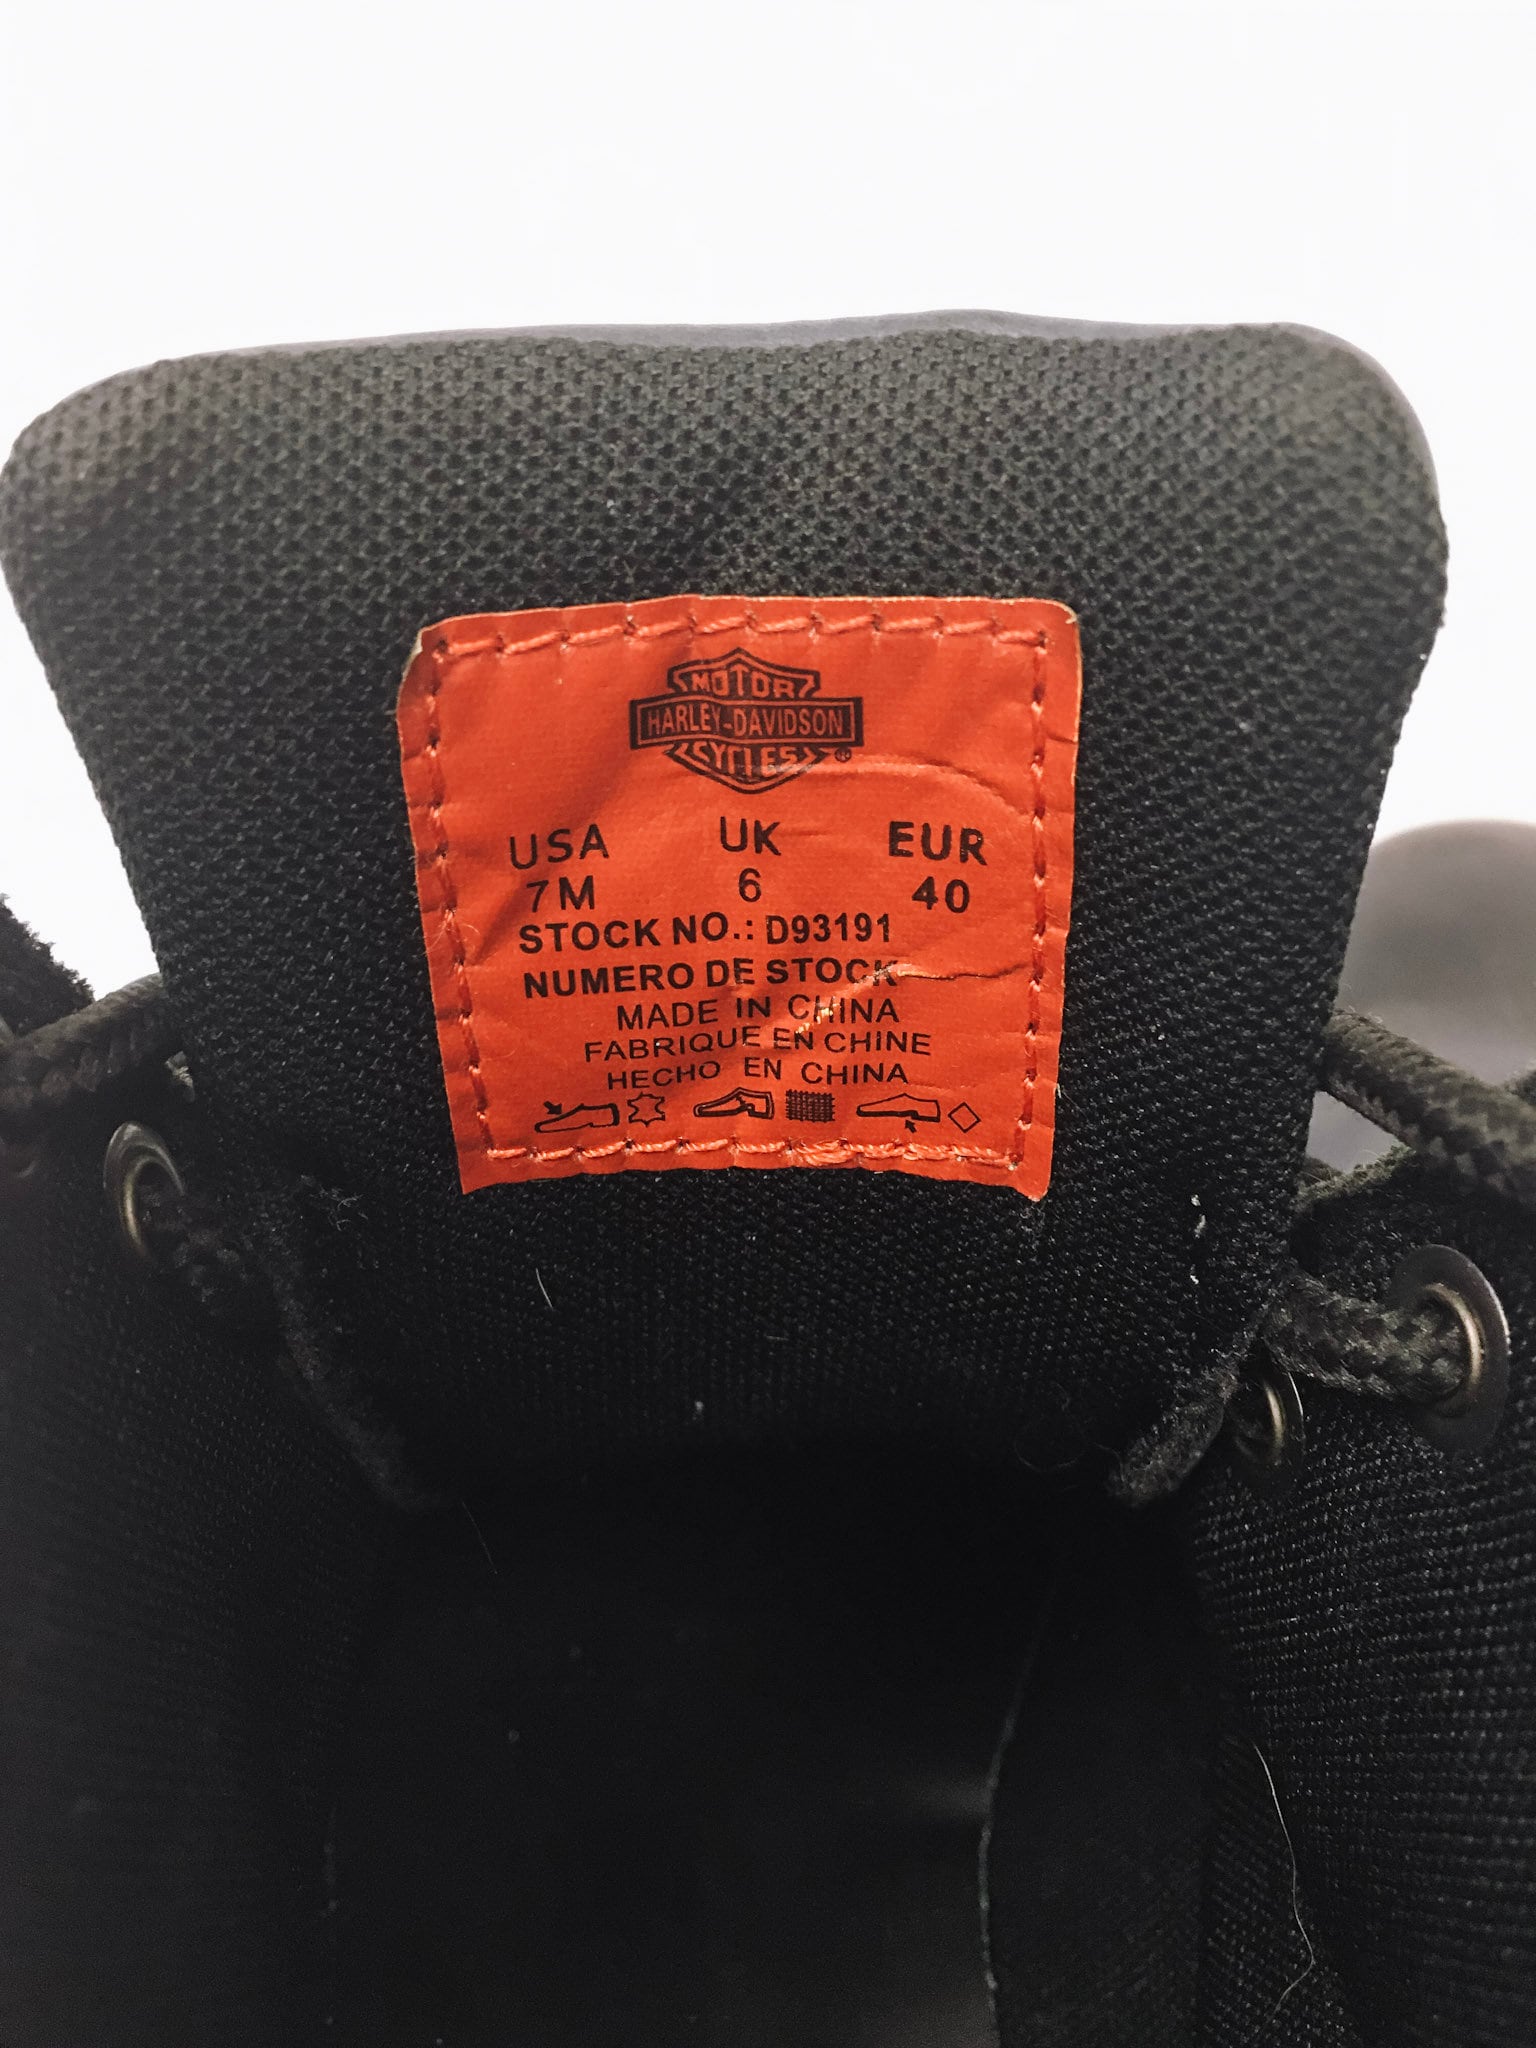 MOTOR
HARLEY-DAVIDSON
CYCLES ®
USA UK EUR
7M 6 40
STOCK NO.: D93191
NUMERO DE STOCK
MADE IN CHINA
FABRIQUE EN CHINE
HECHO EN CHINA